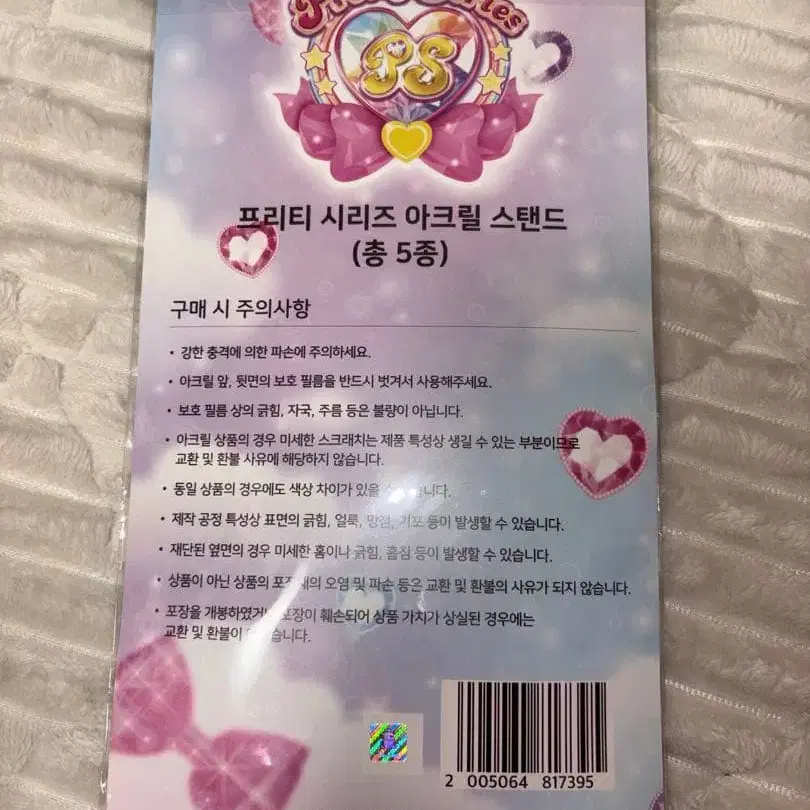 PS
프리티 시리즈 아크릴 스탠드
(총 5종)
구매 시 주의사항
• 강한 충격에 의한 파손에 주의하세요.
• 아크릴 앞, 뒷면의 보호 필름을 반드시 벗겨서 사용해주세요.
• 보호 필름 상의 긁힘, 자국, 주름 등은 불량이 아닙니다.
• 아크릴 상품의 경우 미세한 스크래치는 제품 특성상 생길 수 있는 부분이므로
교환 및 환불 사유에 해당하지 않습니다.
• 동일 상품의 경우에도 색상 차이가 있을
• 제작 공정 특성상 표면의 긁힘, 얼룩, 기포 등이 발생할 수 있습니다.
• 재단된 옆면의 경우 미세한 홈이나 긁힘, 흠집 등이 발생할 수 있습니다.
• 상품이 아닌 상품의 오염 및 파손 등은 교환 및 환불의 사유가 되지 않습니다.
• 포장을 포장이 훼손되어 상품 가치가 상실된 경우에는
교환 및 환불이
2 005064 817395